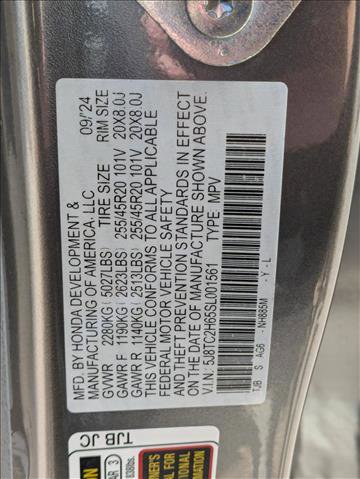 MFD. BY HONDA DEVELOPMENT & 09/24
MANUFACTURING OF AMERICA, LLC
GVWR 2280KG (5027LBS) TIRE SIZE RIM SIZE
GAWR F 1190KG (2623LBS) 255/45R20 101V 20X8.0J
GAWR R 1140KG (2513LBS) 255/45R20 101V 20X8.0J
THIS VEHICLE CONFORMS TO ALL APPLICABLE
FEDERAL MOTOR VEHICLE SAFETY
AND THEFT PREVENTION STANDARDS IN EFFECT
ON THE DATE OF MANUFACTURE SHOWN ABOVE.
V.I.N: 5J8TC2H65SL001561 TYPE: MPV
TJB S AG6 - NH885M - Y - L
TJB JC